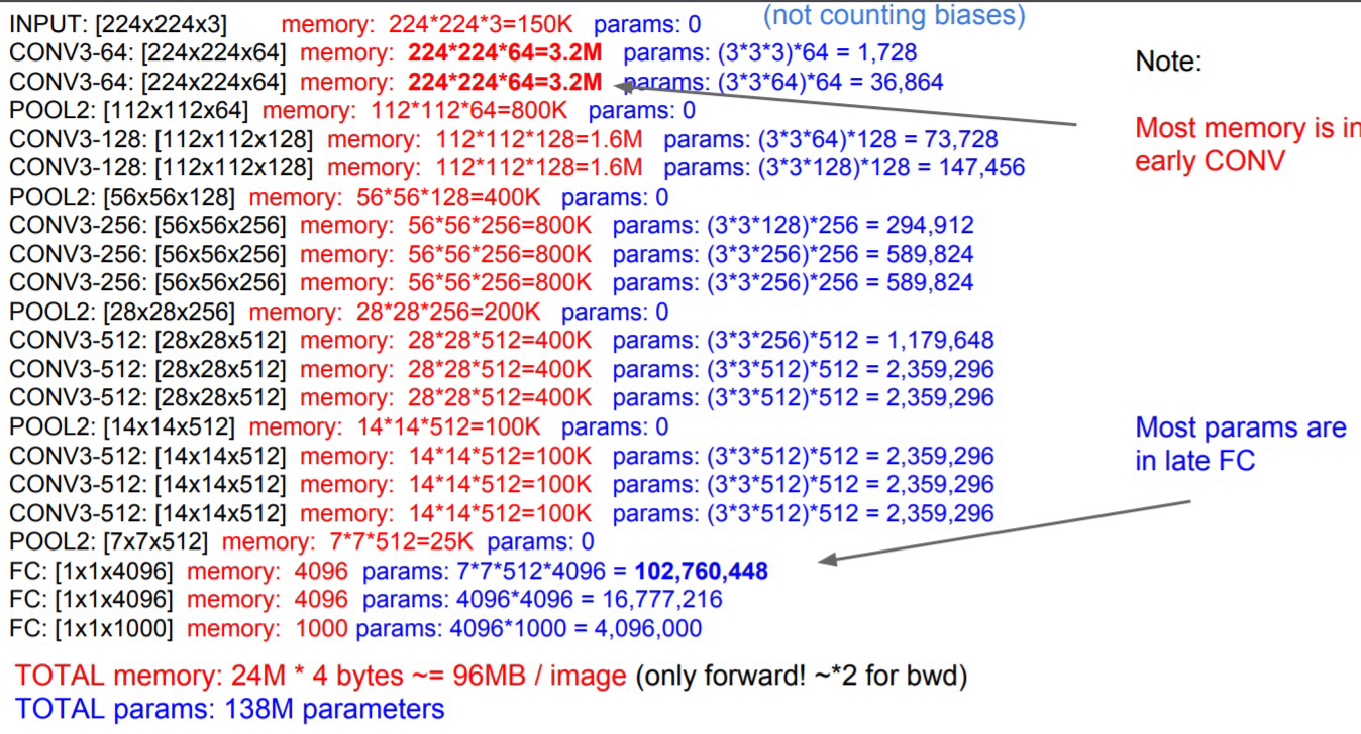 INPUT: [224x224x3] memory: 224*224*3=150K params: 0 (not counting biases)
CONV3-64: [224x224x64] memory: 224*224*64=3.2M params: (3*3*3)*64 = 1,728
CONV3-64: [224x224x64] memory: 224*224*64=3.2M params: (3*3*64)*64 = 36,864
POOL2: [112x112x64] memory: 112*112*64=800K params: 0
CONV3-128: [112x112x128] memory: 112*112*128=1.6M params: (3*3*64)*128 = 73,728
CONV3-128: [112x112x128] memory: 112*112*128=1.6M params: (3*3*128)*128 = 147,456
POOL2: [56x56x128] memory: 56*56*128=400K params: 0
CONV3-256: [56x56x256] memory: 56*56*256=800K params: (3*3*128)*256 = 294,912
CONV3-256: [56x56x256] memory: 56*56*256=800K params: (3*3*256)*256 = 589,824
CONV3-256: [56x56x256] memory: 56*56*256=800K params: (3*3*256)*256 = 589,824
POOL2: [28x28x256] memory: 28*28*256=200K params: 0
CONV3-512: [28x28x512] memory: 28*28*512=400K params: (3*3*256)*512 = 1,179,648
CONV3-512: [28x28x512] memory: 28*28*512=400K params: (3*3*512)*512 = 2,359,296
CONV3-512: [28x28x512] memory: 28*28*512=400K params: (3*3*512)*512 = 2,359,296
POOL2: [14x14x512] memory: 14*14*512=100K params: 0
CONV3-512: [14x14x512] memory: 14*14*512=100K params: (3*3*512)*512 = 2,359,296
CONV3-512: [14x14x512] memory: 14*14*512=100K params: (3*3*512)*512 = 2,359,296
CONV3-512: [14x14x512] memory: 14*14*512=100K params: (3*3*512)*512 = 2,359,296
POOL2: [7x7x512] memory: 7*7*512=25K params: 0
FC: [1x1x4096] memory: 4096 params: 7*7*512*4096 = 102,760,448
FC: [1x1x4096] memory: 4096 params: 4096*4096 = 16,777,216
FC: [1x1x1000] memory: 1000 params: 4096*1000 = 4,096,000
TOTAL memory: 24M * 4 bytes ~= 96MB / image (only forward! ~*2 for bwd)
TOTAL params: 138M parameters
Note:
Most memory is in
early CONV
Most params are
in late FC